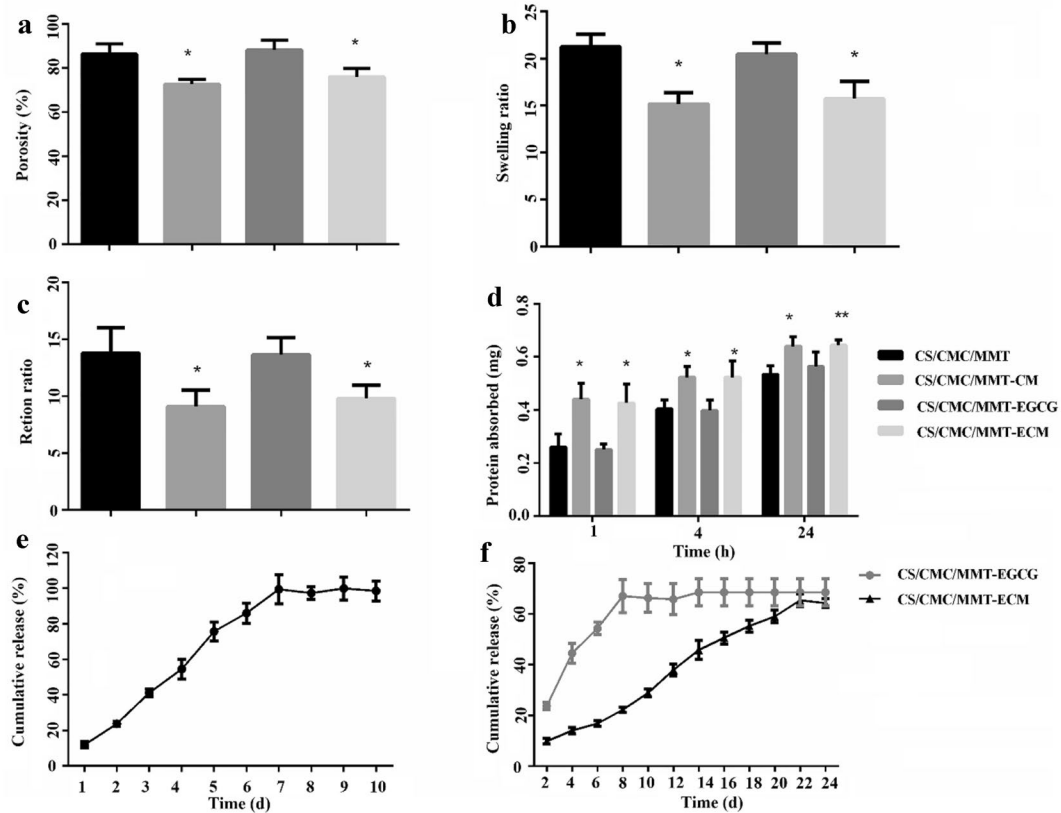 a
Porosity (%)
100
80
60
40
20
0
*
*
b
Swelling ratio
25
20
15
10
5
0
*
*
c
Retion ratio
20
15
10
5
0
*
*
d
Protein absorbed (mg)
0.8
0.6
0.4
0.2
0.0
*
*
*
*
*
**
1
4
24
Time (h)
CS/CMC/MMT
CS/CMC/MMT-CM
CS/CMC/MMT-EGCG
CS/CMC/MMT-ECM
e
Cumulative release (%)
120
100
80
60
40
20
0
1 2 3 4 5 6 7 8 9 10
Time (d)
f
Cumulative release (%)
80
60
40
20
0
2 4 6 8 10 12 14 16 18 20 22 24
Time (d)
CS/CMC/MMT-EGCG
CS/CMC/MMT-ECM